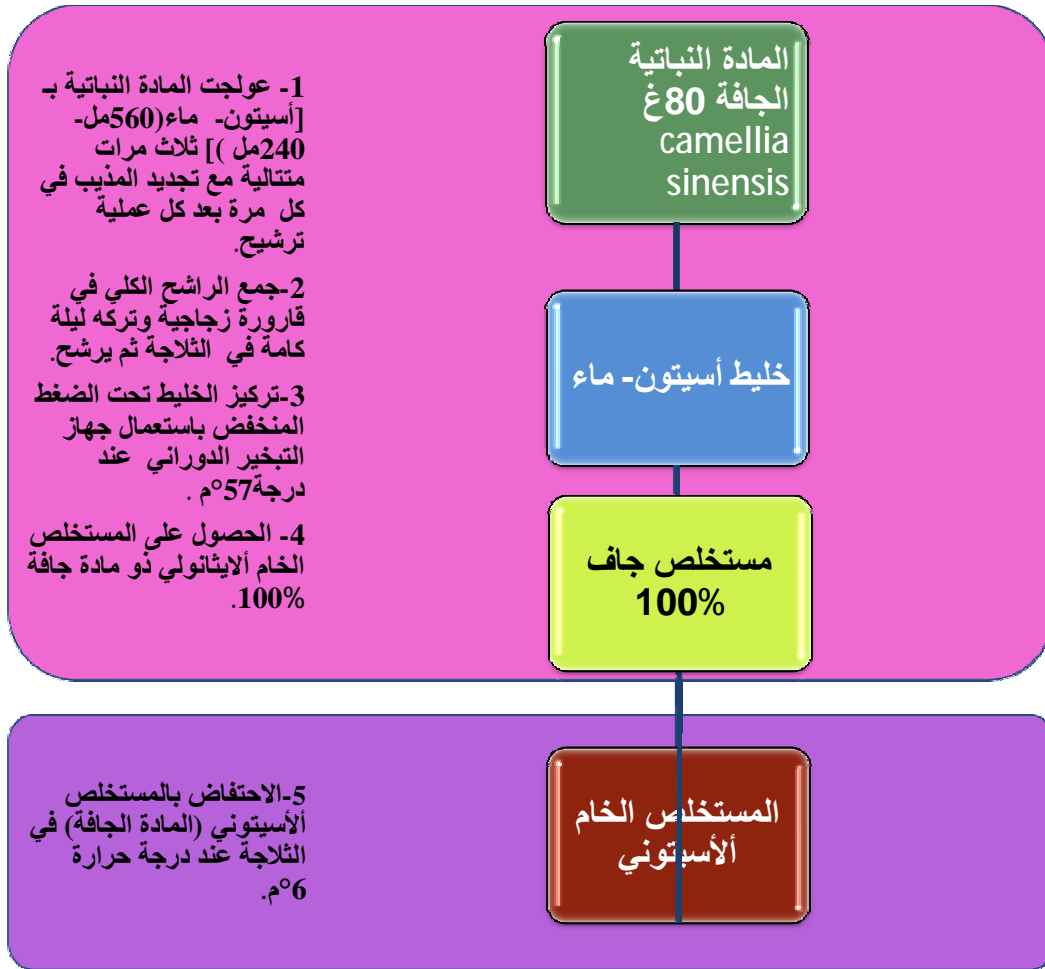 المادة النباتية
الجافة 80غ
camellia
sinensis
1- عولجت المادة النباتية بـ
[أسيتون- ماء(560مل-
240مل )] ثلاث مرات
متتالية مع تجديد المذيب في
كل مرة بعد كل عملية
ترشيح.
2-جمع الراشح الكلي في
قارورة زجاجية وتركه ليلة
كامة في الثلاجة ثم يرشح.
3-تركيز الخليط تحت الضغط
المنخفض باستعمال جهاز
التبخير الدوراني عند
درجة57°م .
4- الحصول على المستخلص
الخام ألايثانولي ذو مادة جافة
100%.
خليط أسيتون- ماء
مستخلص جاف
100%
المستخلص الخام
ألأسيتوني
5-الاحتفاض بالمستخلص
ألأسيتوني (المادة الجافة) في
الثلاجة عند درجة حرارة
6°م.